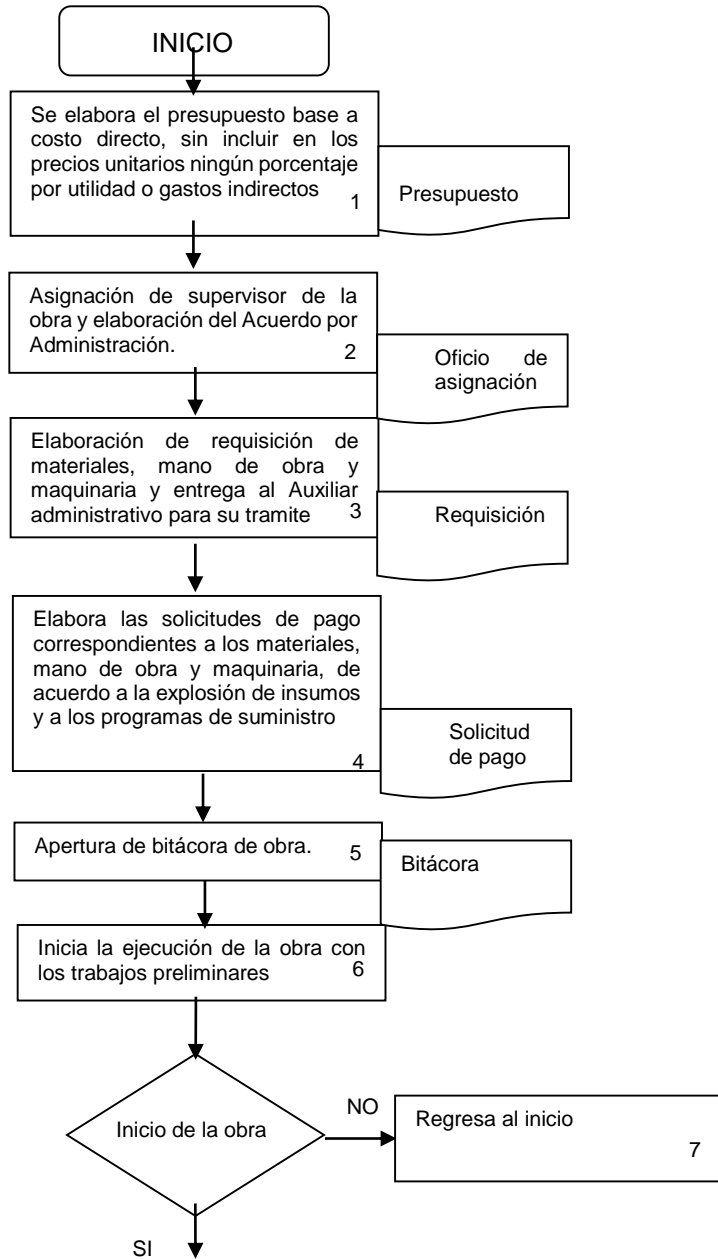 INICIO
Se elabora el presupuesto base a
costo directo, sin incluir en los
precios unitarios ningún porcentaje
por utilidad o gastos indirectos
1
Presupuesto
Asignación de supervisor de la
obra y elaboración del Acuerdo por
Administración.
2
Oficio de
asignación
Elaboración de requisición de
materiales, mano de obra y
maquinaria y entrega al Auxiliar
administrativo para su tramite
3
Requisición
Elabora las solicitudes de pago
correspondientes a los materiales,
mano de obra y maquinaria, de
acuerdo a la explosión de insumos
y a los programas de suministro
4
Solicitud
de pago
Apertura de bitácora de obra.
5
Bitácora
Inicia la ejecución de la obra con
los trabajos preliminares
6
Inicio de la obra
NO
Regresa al inicio
7
SI